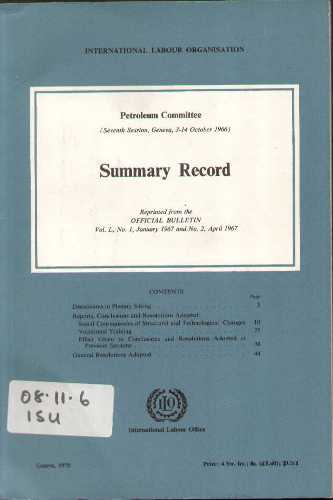 INTERNATIONAL LABOUR ORGANISATION
Petroleum Committee
(Seventh Session, Geneva, 3-14 October 1966)
Summary Record
Reprinted from the
OFFICIAL BULLETIN
Vol. L, No. 1, January 1967 and No. 2, April 1967
CONTENTS
Page
Discussions in Plenary Sitting 3
Reports, Conclusions and Resolutions Adopted:
Social Consequences of Structural and Technological Changes 10
Vocational Training
Effect Given to Conclusions and Resolutions Adopted at
Previous Sessions
General Resolutions Adopted 44
08·11·6
ISU
ILO
International Labour Office
Geneva, 1970
Price: 4 Sw. frs.;